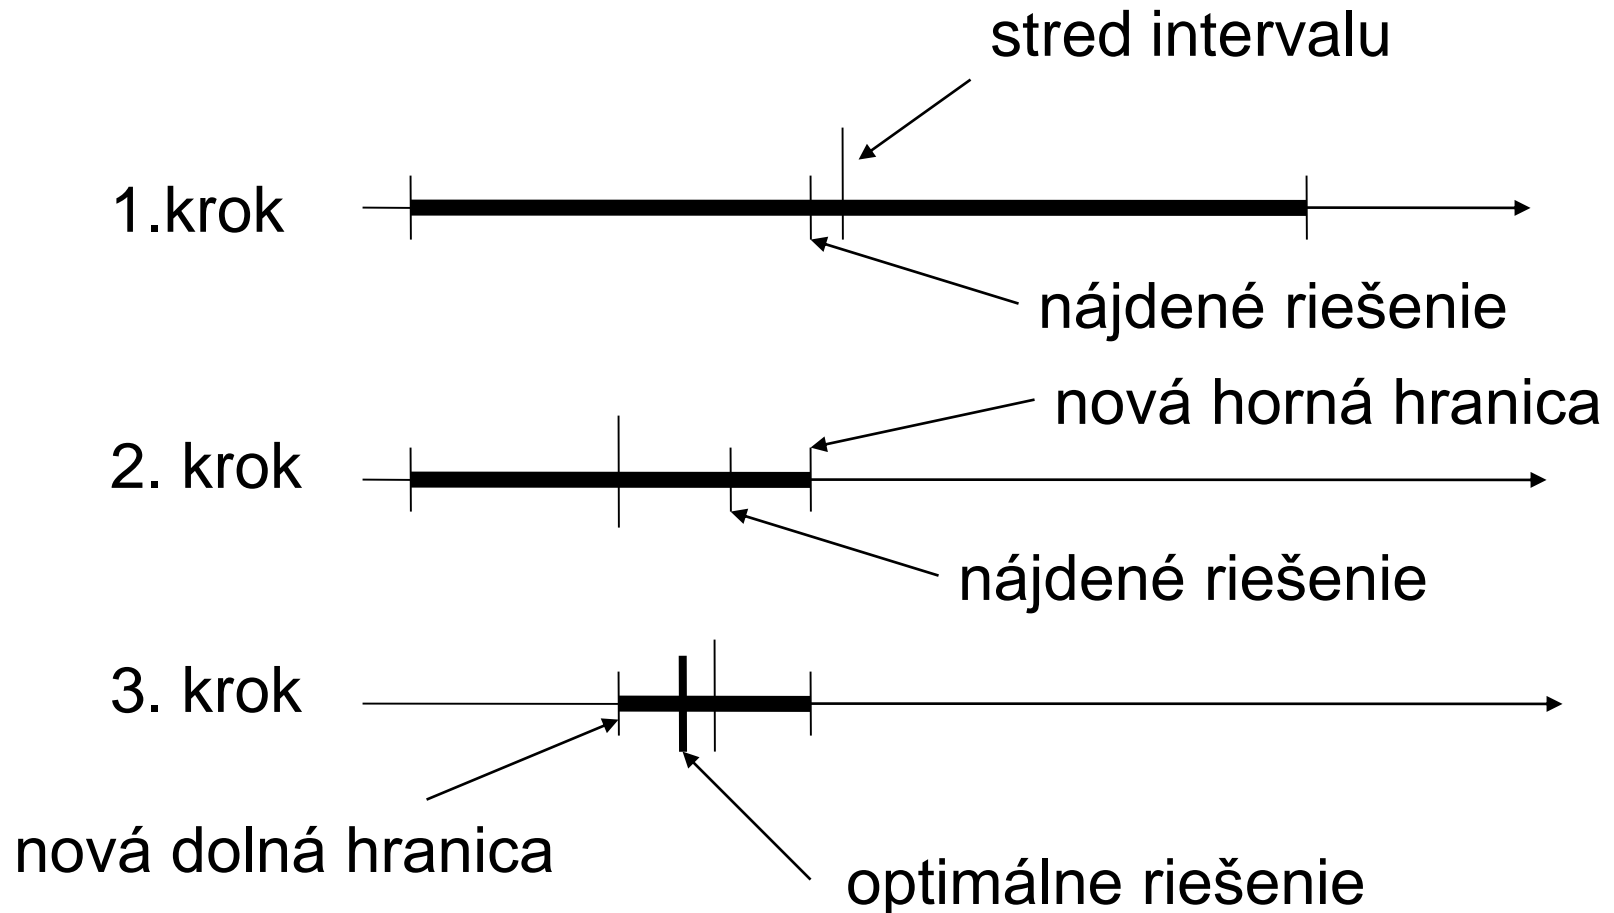 stred intervalu
1.krok
nájdené riešenie
nová horná hranica
2. krok
nájdené riešenie
3. krok
nová dolná hranica
optimálne riešenie